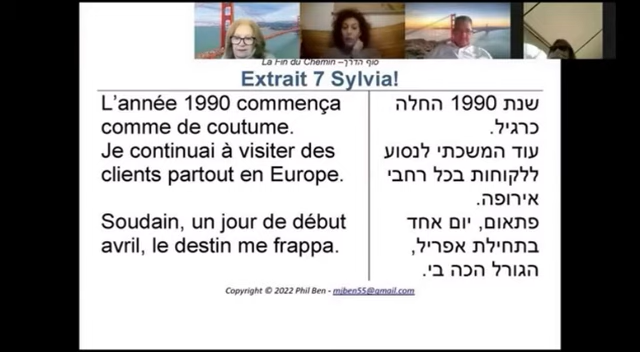 La Fin du Chemin –סוף הדרך
Extrait 7 Sylvia!
L'année 1990 commença
comme de coutume.
Je continuai à visiter des
clients partout en Europe.
Soudain, un jour de début
avril, le destin me frappa.
שנת 1990 החלה
כרגיל.
עוד המשכתי לנסוע
ללקוחות בכל רחבי
אירופה.
פתאום, יום אחד
בתחילת אפריל,
הגורל הכה בי.
Copyright © 2022 Phil Ben - mjben55@gmail.com